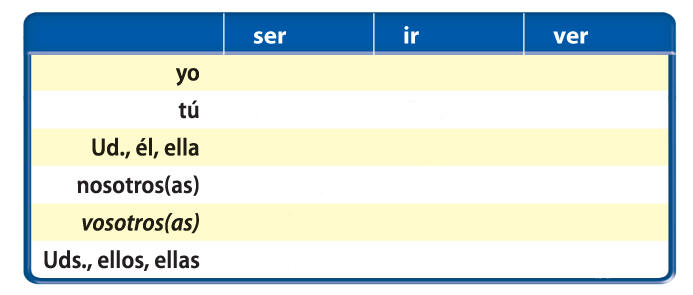 ser ir ver
yo
tú
Ud., él, ella
nosotros(as)
vosotros(as)
Uds., ellos, ellas